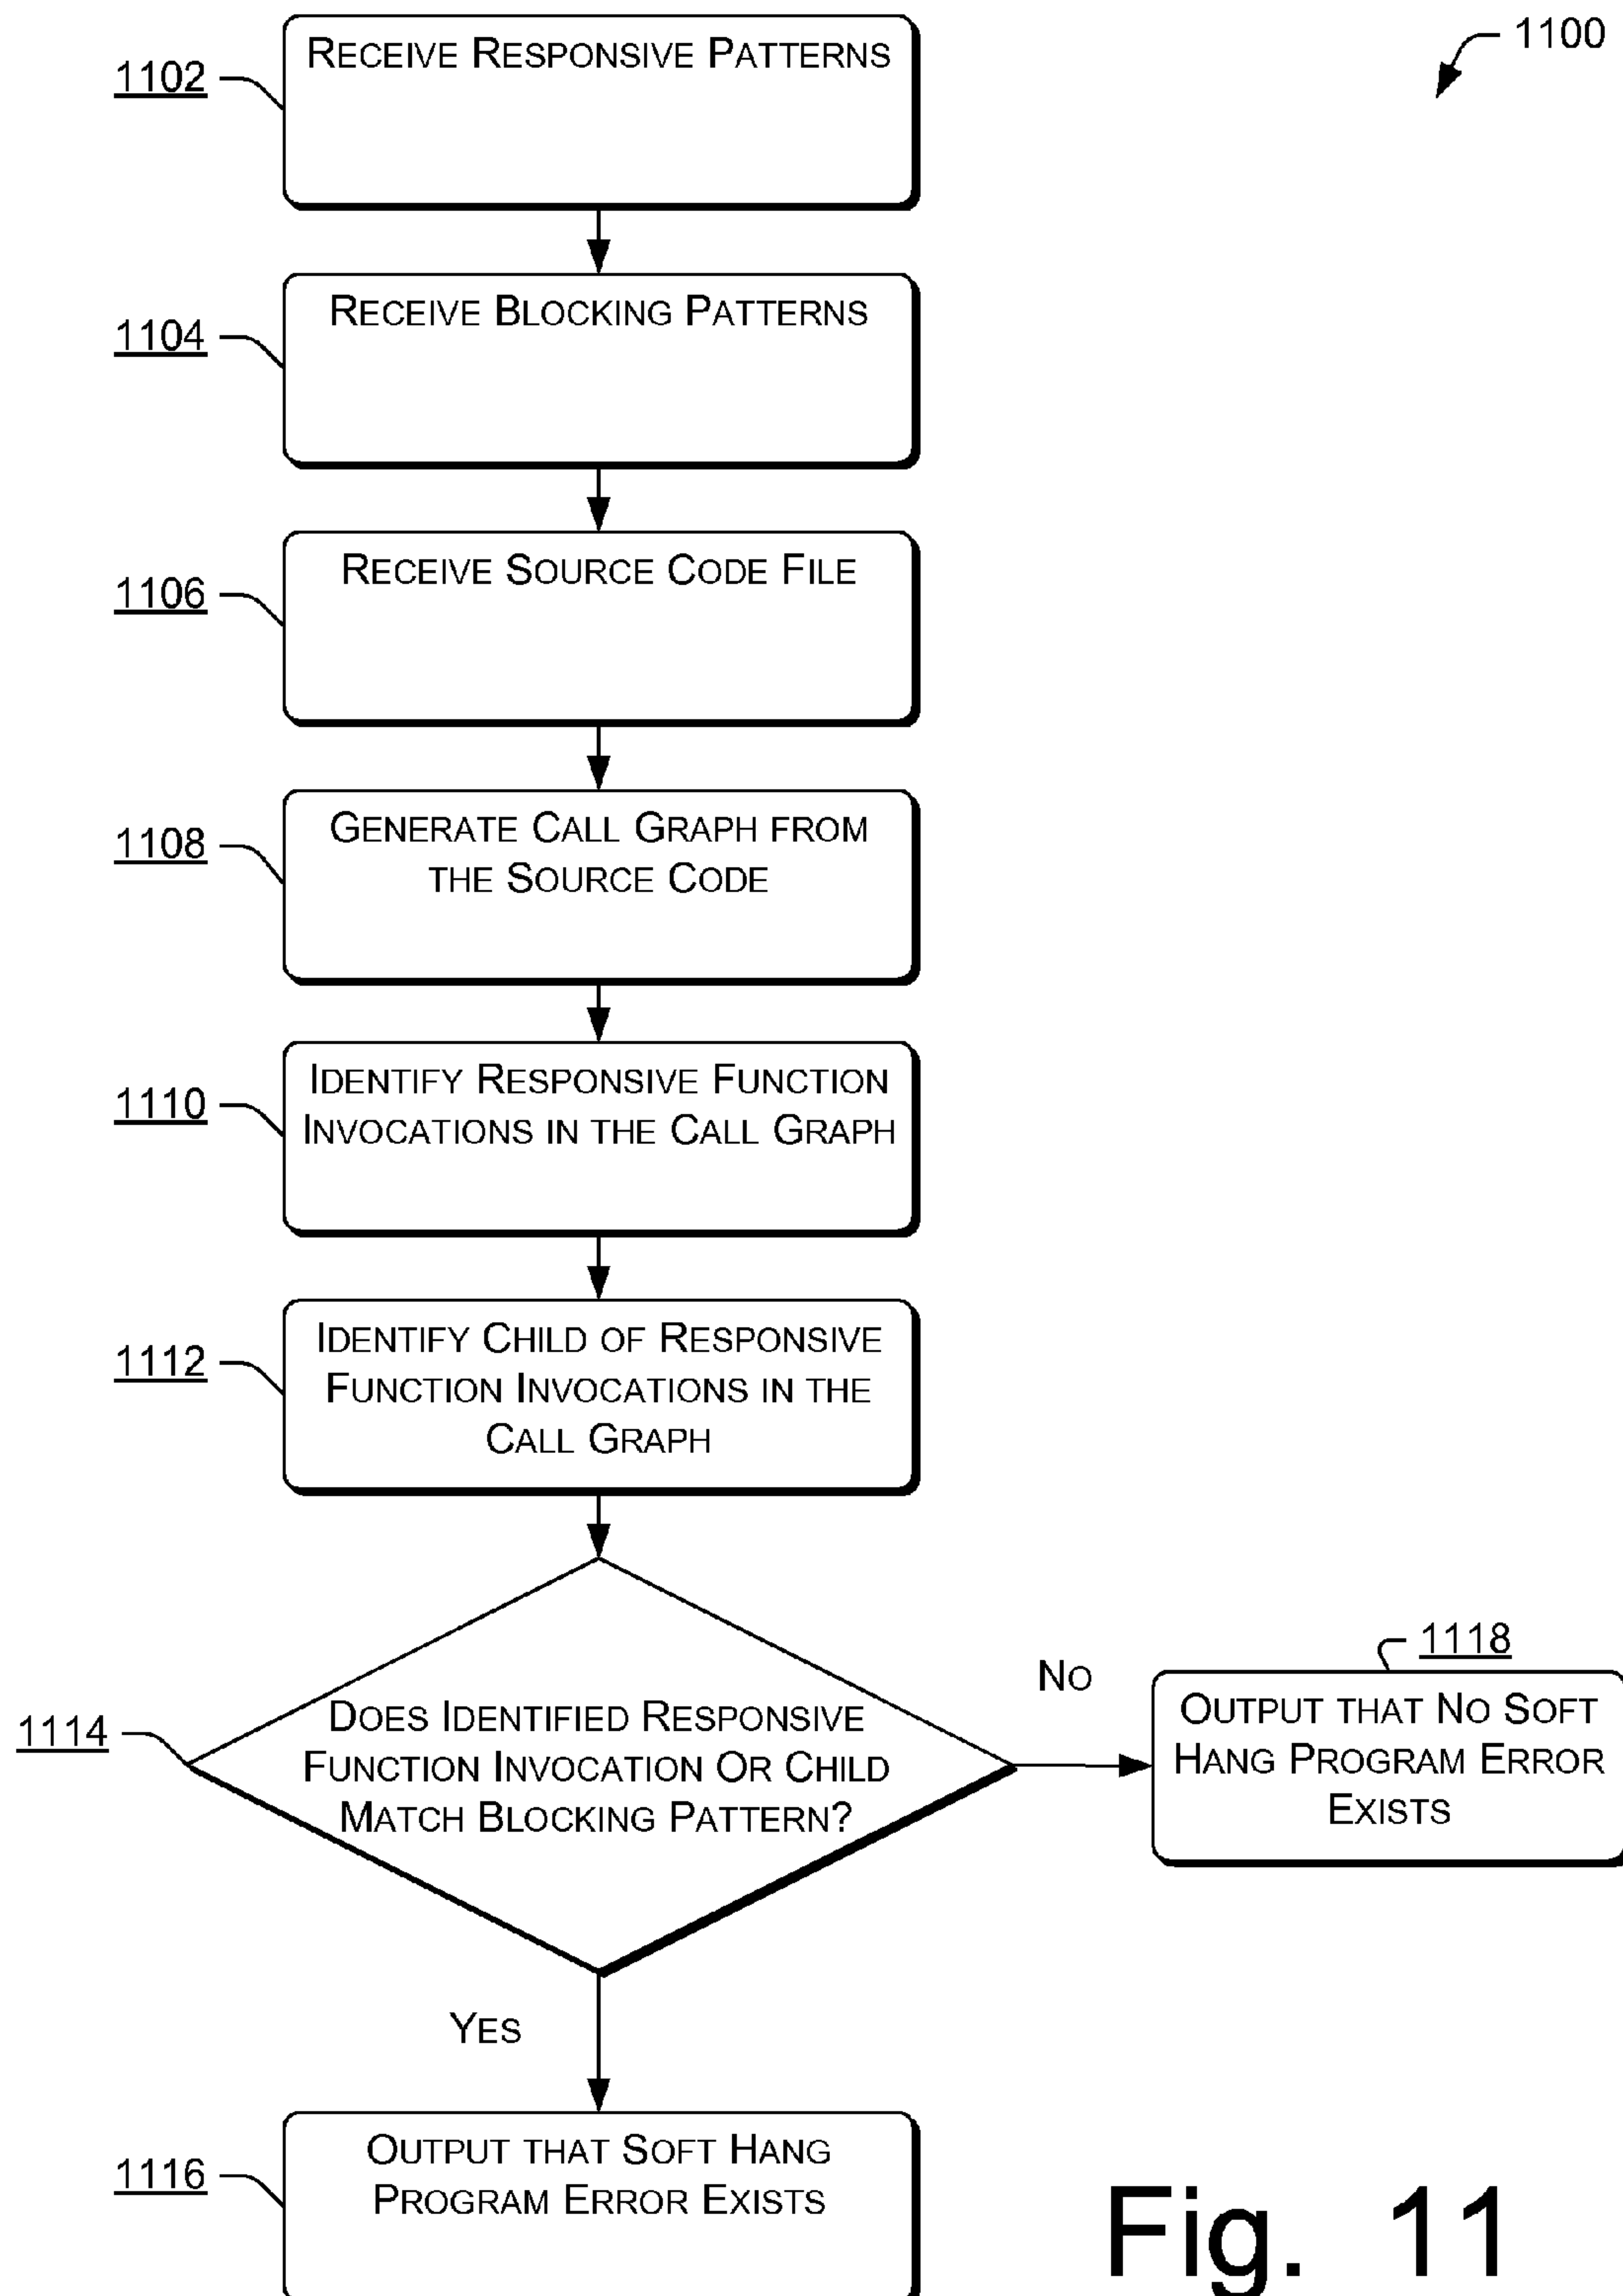 1100
1102
RECEIVE RESPONSIVE PATTERNS
1104
RECEIVE BLOCKING PATTERNS
1106
RECEIVE SOURCE CODE FILE
1108
GENERATE CALL GRAPH FROM
THE SOURCE CODE
1110
IDENTIFY RESPONSIVE FUNCTION
INVOCATIONS IN THE CALL GRAPH
1112
IDENTIFY CHILD OF RESPONSIVE
FUNCTION INVOCATIONS IN THE
CALL GRAPH
1114
DOES IDENTIFIED RESPONSIVE
FUNCTION INVOCATION OR CHILD
MATCH BLOCKING PATTERN?
NO
1118
OUTPUT THAT NO SOFT
HANG PROGRAM ERROR
EXISTS
YES
1116
OUTPUT THAT SOFT HANG
PROGRAM ERROR EXISTS
Fig. 11